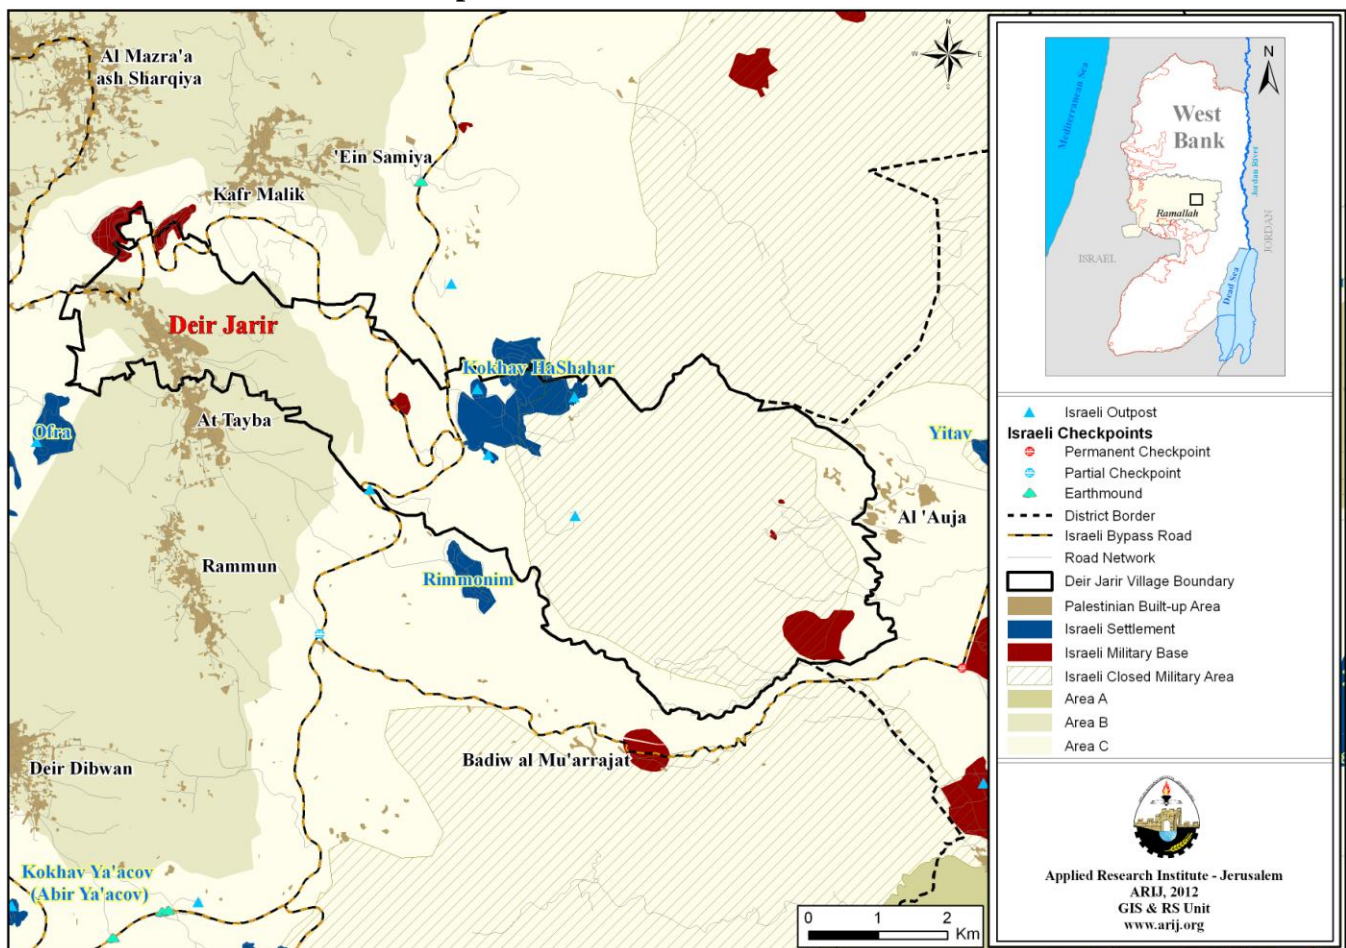 Al Mazra'a
ash Sharqiya
'Ein Samiya
Kafr Malik
Deir Jarir
Kokhav HaShahar
At Tayba
Ofra
Yitav
Al 'Auja
Rammun
Rimmonim
Deir Dibwan
Badiw al Mu'arrajat
Kokhav Ya'acov
(Abir Ya'acov)
0 1 2
Km
N
W E
S
N
Mediterranean Sea
West
Bank
Jordan River
Ramallah
ISRAEL
JORDAN
Dead Sea
Israeli Outpost
Israeli Checkpoints
Permanent Checkpoint
Partial Checkpoint
Earthmound
District Border
Israeli Bypass Road
Road Network
Deir Jarir Village Boundary
Palestinian Built-up Area
Israeli Settlement
Israeli Military Base
Israeli Closed Military Area
Area A
Area B
Area C
Applied Research Institute - Jerusalem
ARIJ, 2012
GIS & RS Unit
www.arij.org